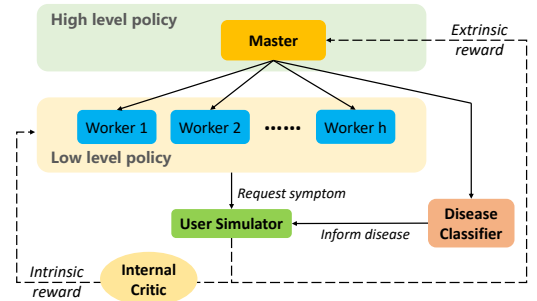 High level policy
Extrinsic
reward
Master
Worker 1
Worker 2
......
Worker h
Low level policy
Request symptom
User Simulator
Inform disease
Disease
Classifier
Intrinsic
reward
Internal
Critic